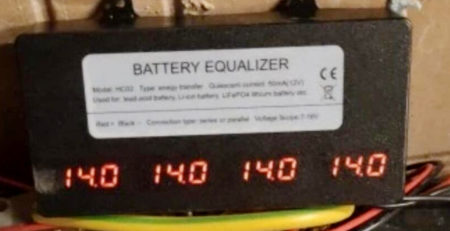 BATTERY EQUALIZER
CE
Model: HC02 Type: energy transfer Quiescent current: 50mA(12V)
Used for: lead-acid battery, Li-ion battery, LiFePO4 lithium battery etc.
Red + Black - Connection type: series or parallel Voltage Scope:7-16V
14.0 14.0 14.0 14.0